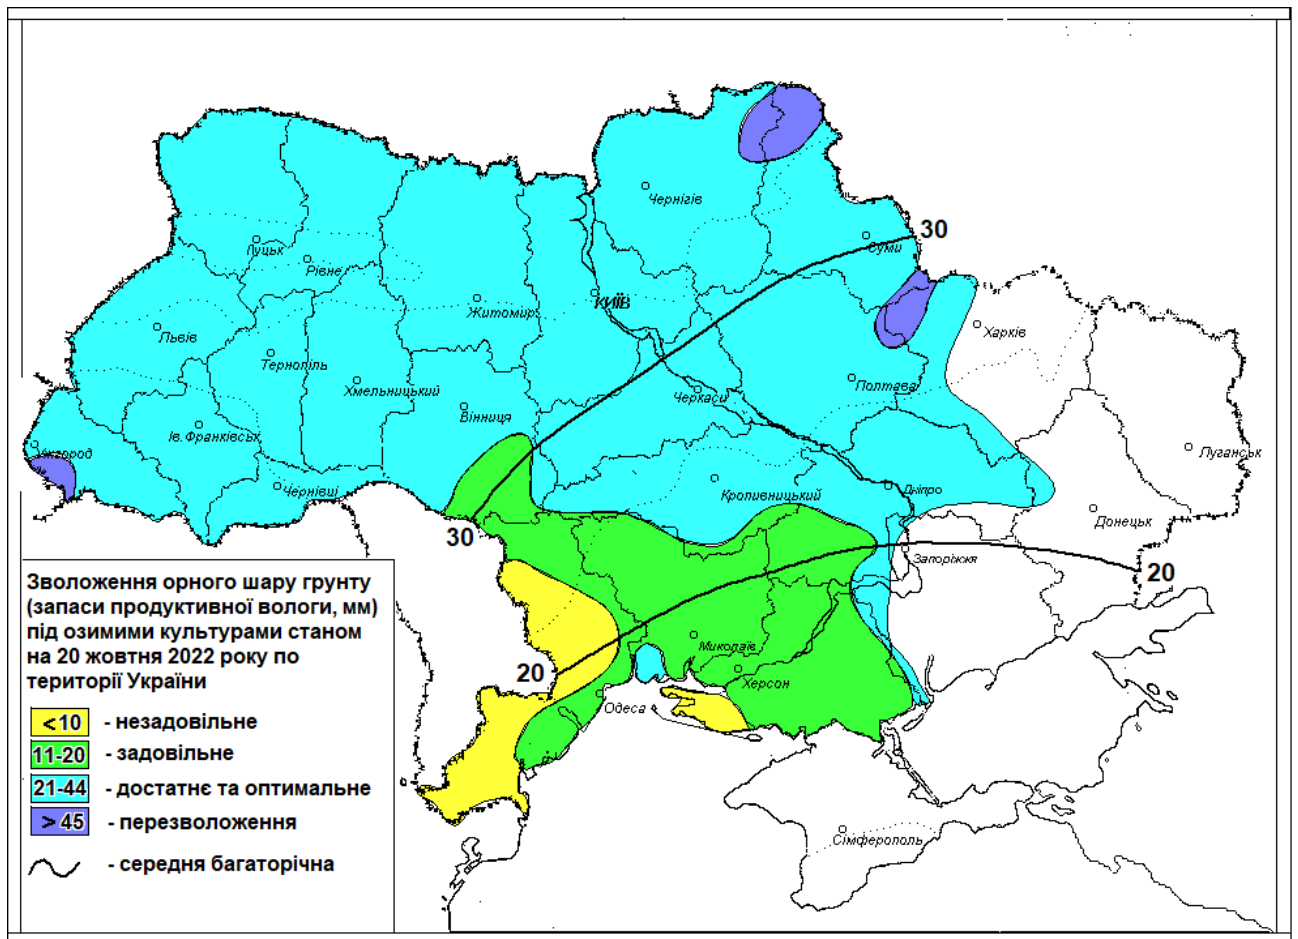 Чернігів
Суми
30
Луцьк
Рівне
Житомир
КИЇВ
Харків
Львів
Тернопіль
Хмельницький
Полтава
Черкаси
Вінниця
Ів.Франківськ
Ужгород
Луганськ
Чернівці
Кропивницький
Дніпро
Донецьк
30
Запоріжжя
20
Миколаїв
20
Херсон
Одеса
Сімферополь
Зволоження орного шару грунту
(запаси продуктивної вологи, мм)
під озимими культурами станом
на 20 жовтня 2022 року по
території України
<10 - незадовільне
11-20 - задовільне
21-44 - достатнє та оптимальне
> 45 - перезволоження
- середня багаторічна